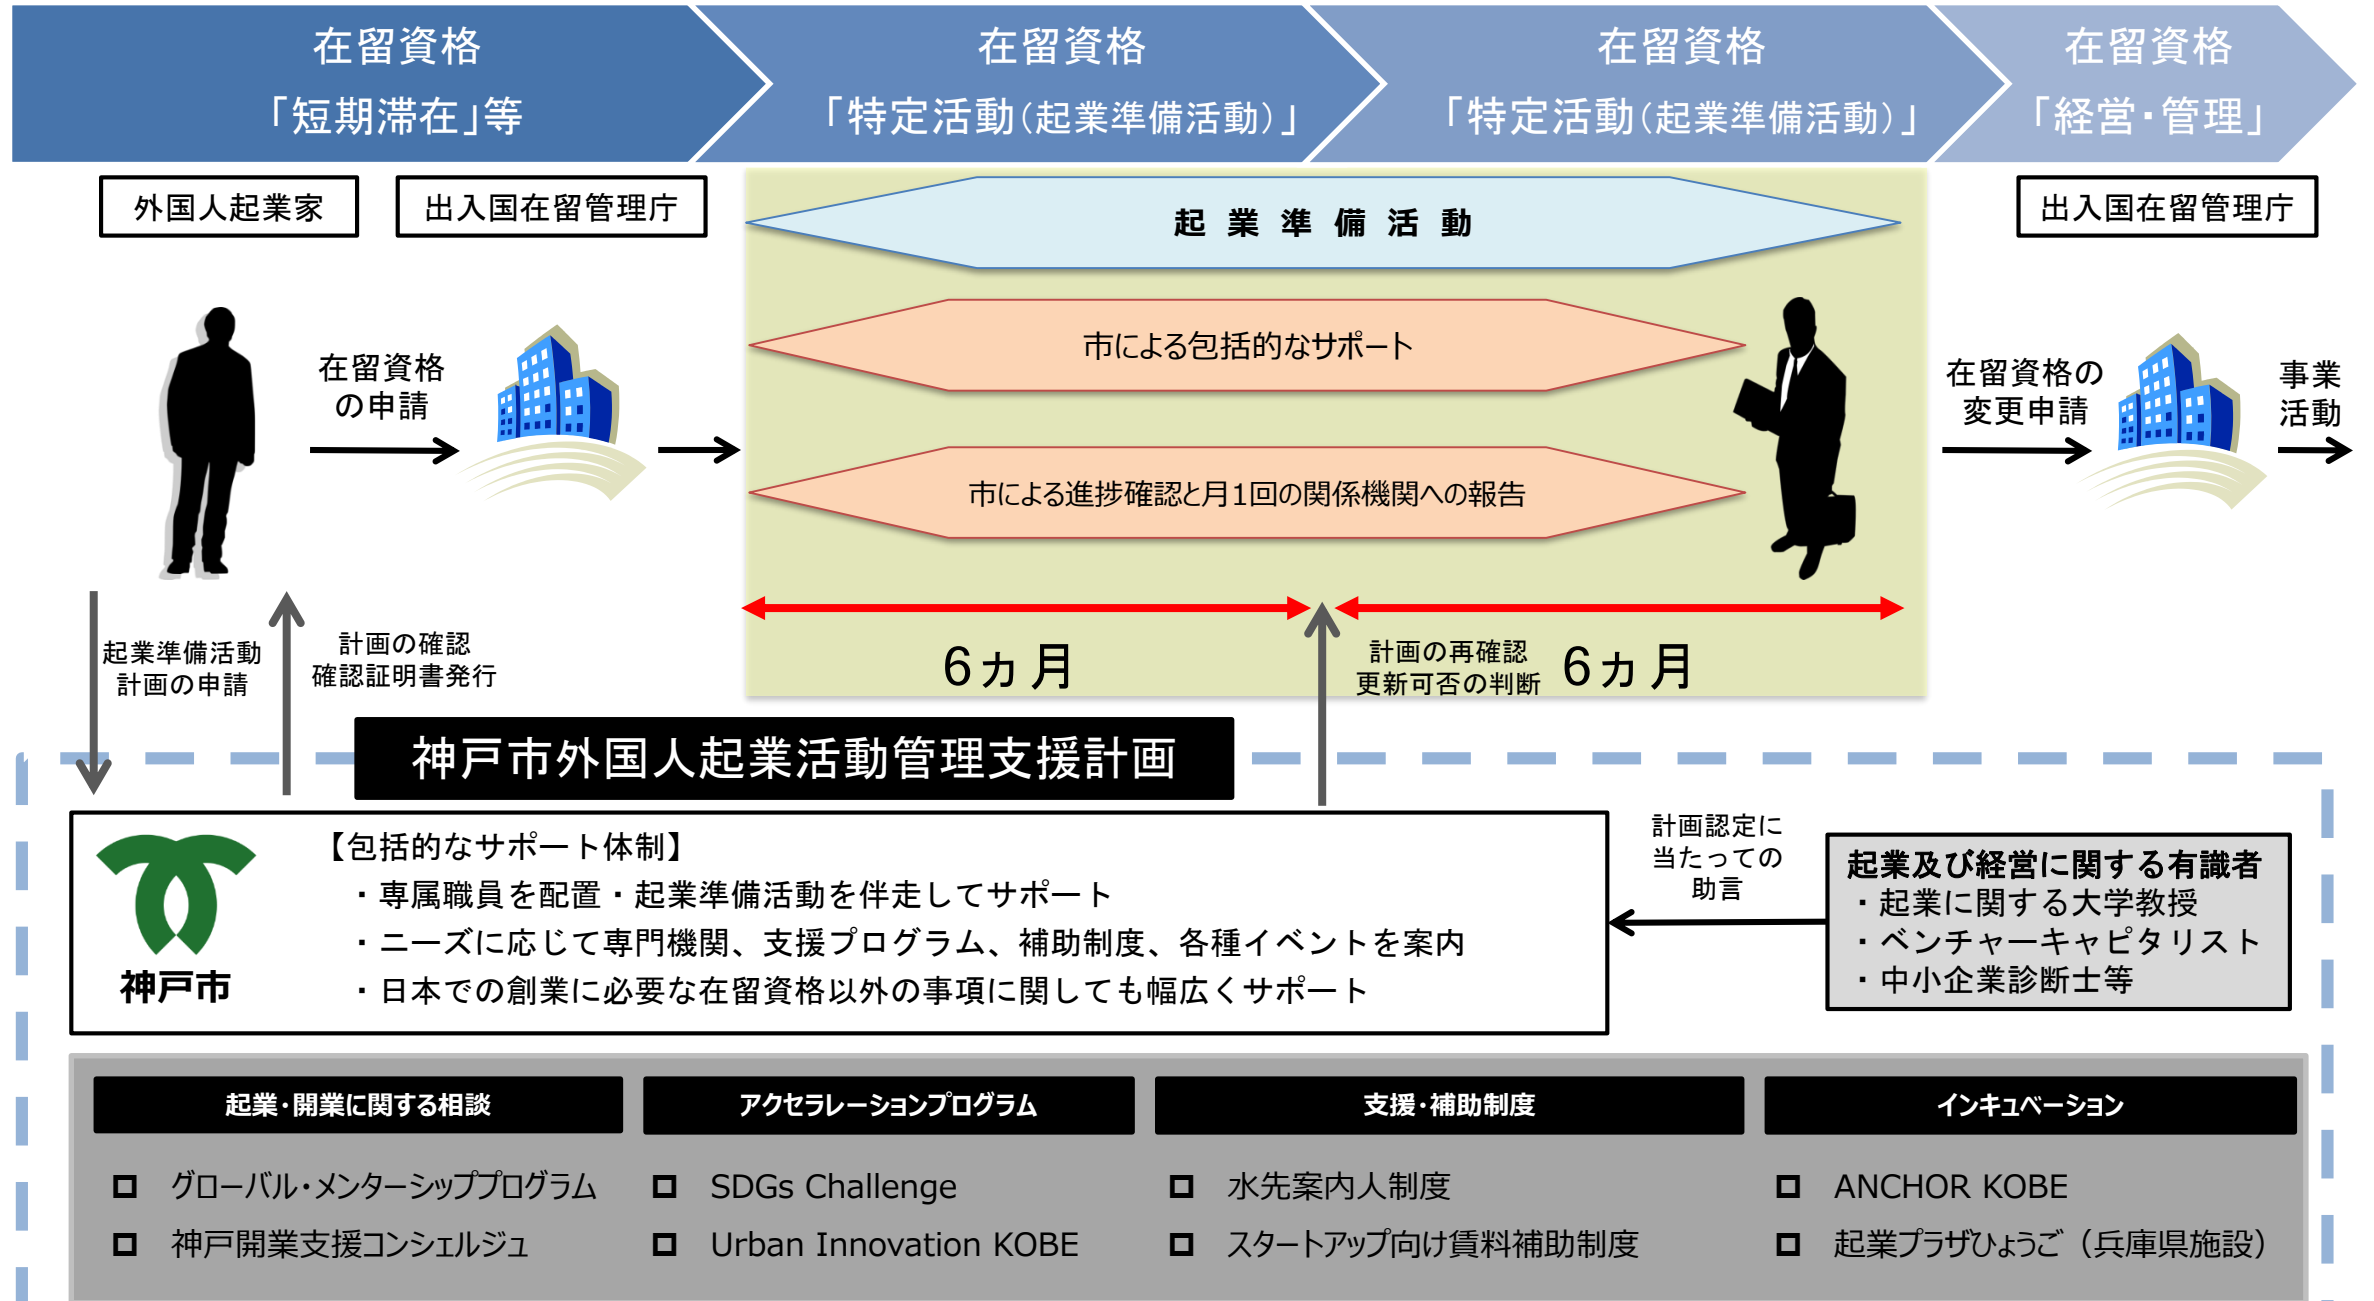 在留資格
「短期滞在」等
在留資格
「特定活動(起業準備活動)」
在留資格
「特定活動(起業準備活動)」
在留資格
「経営・管理」
外国人起業家
出入国在留管理庁
起業準備活動
出入国在留管理庁
市による包括的なサポート
在留資格
の申請
在留資格の
変更申請
事業
活動
市による進捗確認と月1回の関係機関への報告
起業準備活動
計画の申請
計画の確認
確認証明書発行
6ヵ月
計画の再確認
更新可否の判断
6ヵ月
神戸市外国人起業活動管理支援計画
神戸市
【包括的なサポート体制】
・専属職員を配置・起業準備活動を伴走してサポート
・ニーズに応じて専門機関、支援プログラム、補助制度、各種イベントを案内
・日本での創業に必要な在留資格以外の事項に関しても幅広くサポート
計画認定に
当たっての
助言
起業及び経営に関する有識者
・起業に関する大学教授
・ベンチャーキャピタリスト
・中小企業診断士等
起業・開業に関する相談
グローバル・メンターシッププログラム
神戸開業支援コンシェルジュ
アクセラレーションプログラム
SDGs Challenge
Urban Innovation KOBE
支援・補助制度
水先案内人制度
スタートアップ向け賃料補助制度
インキュベーション
ANCHOR KOBE
起業プラザひょうご（兵庫県施設）